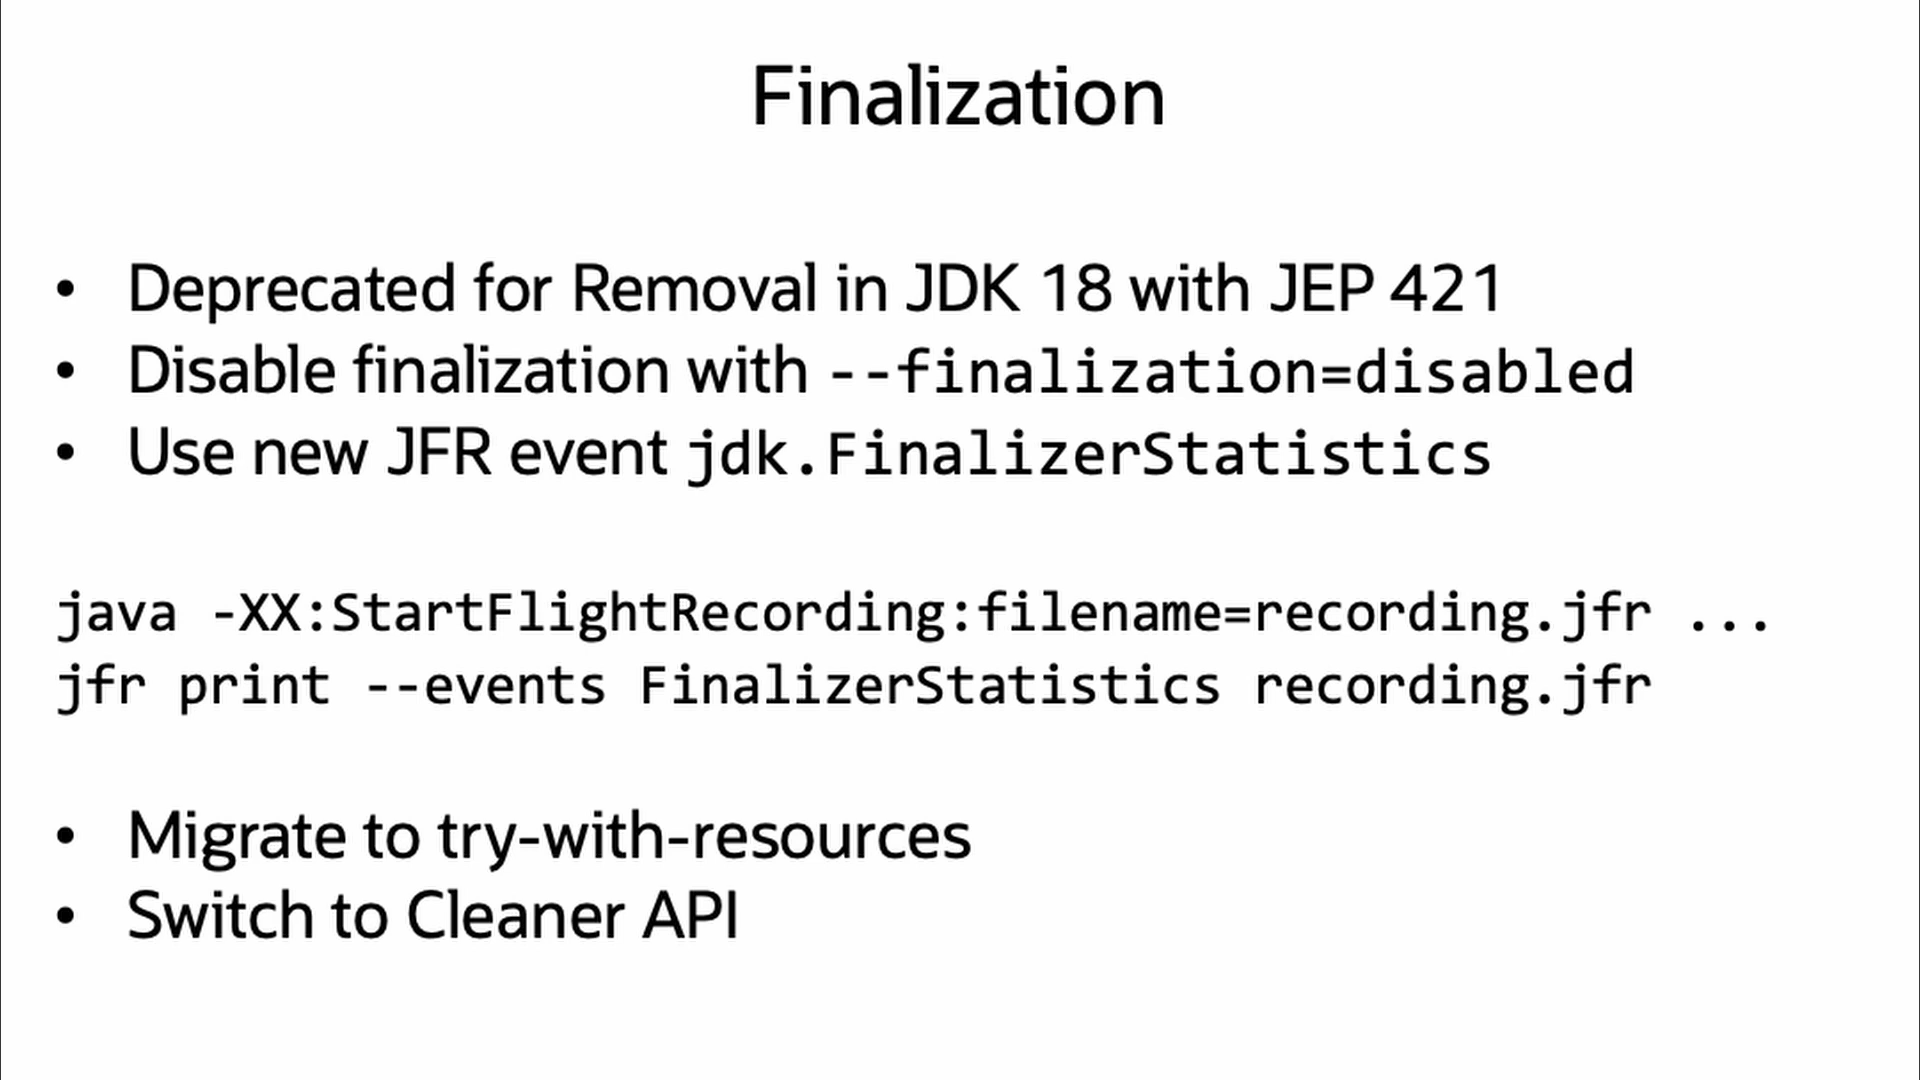 Finalization
• Deprecated for Removal in JDK 18 with JEP 421
• Disable finalization with --finalization=disabled
• Use new JFR event jdk.FinalizerStatistics
java -XX:StartFlightRecording:filename=recording.jfr ...
jfr print --events FinalizerStatistics recording.jfr
• Migrate to try-with-resources
• Switch to Cleaner API